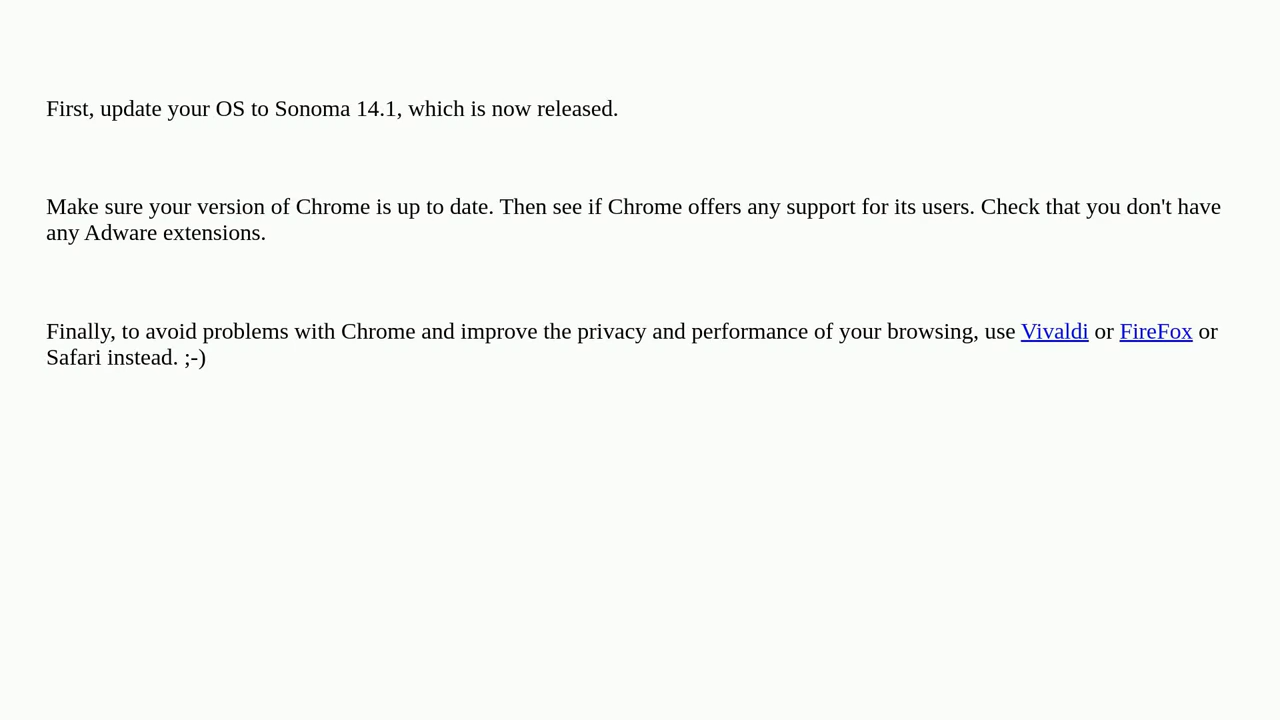 First, update your OS to Sonoma 14.1, which is now released.
Make sure your version of Chrome is up to date. Then see if Chrome offers any support for its users. Check that you don't have
any Adware extensions.
Finally, to avoid problems with Chrome and improve the privacy and performance of your browsing, use Vivaldi or FireFox or
Safari instead. ;-)